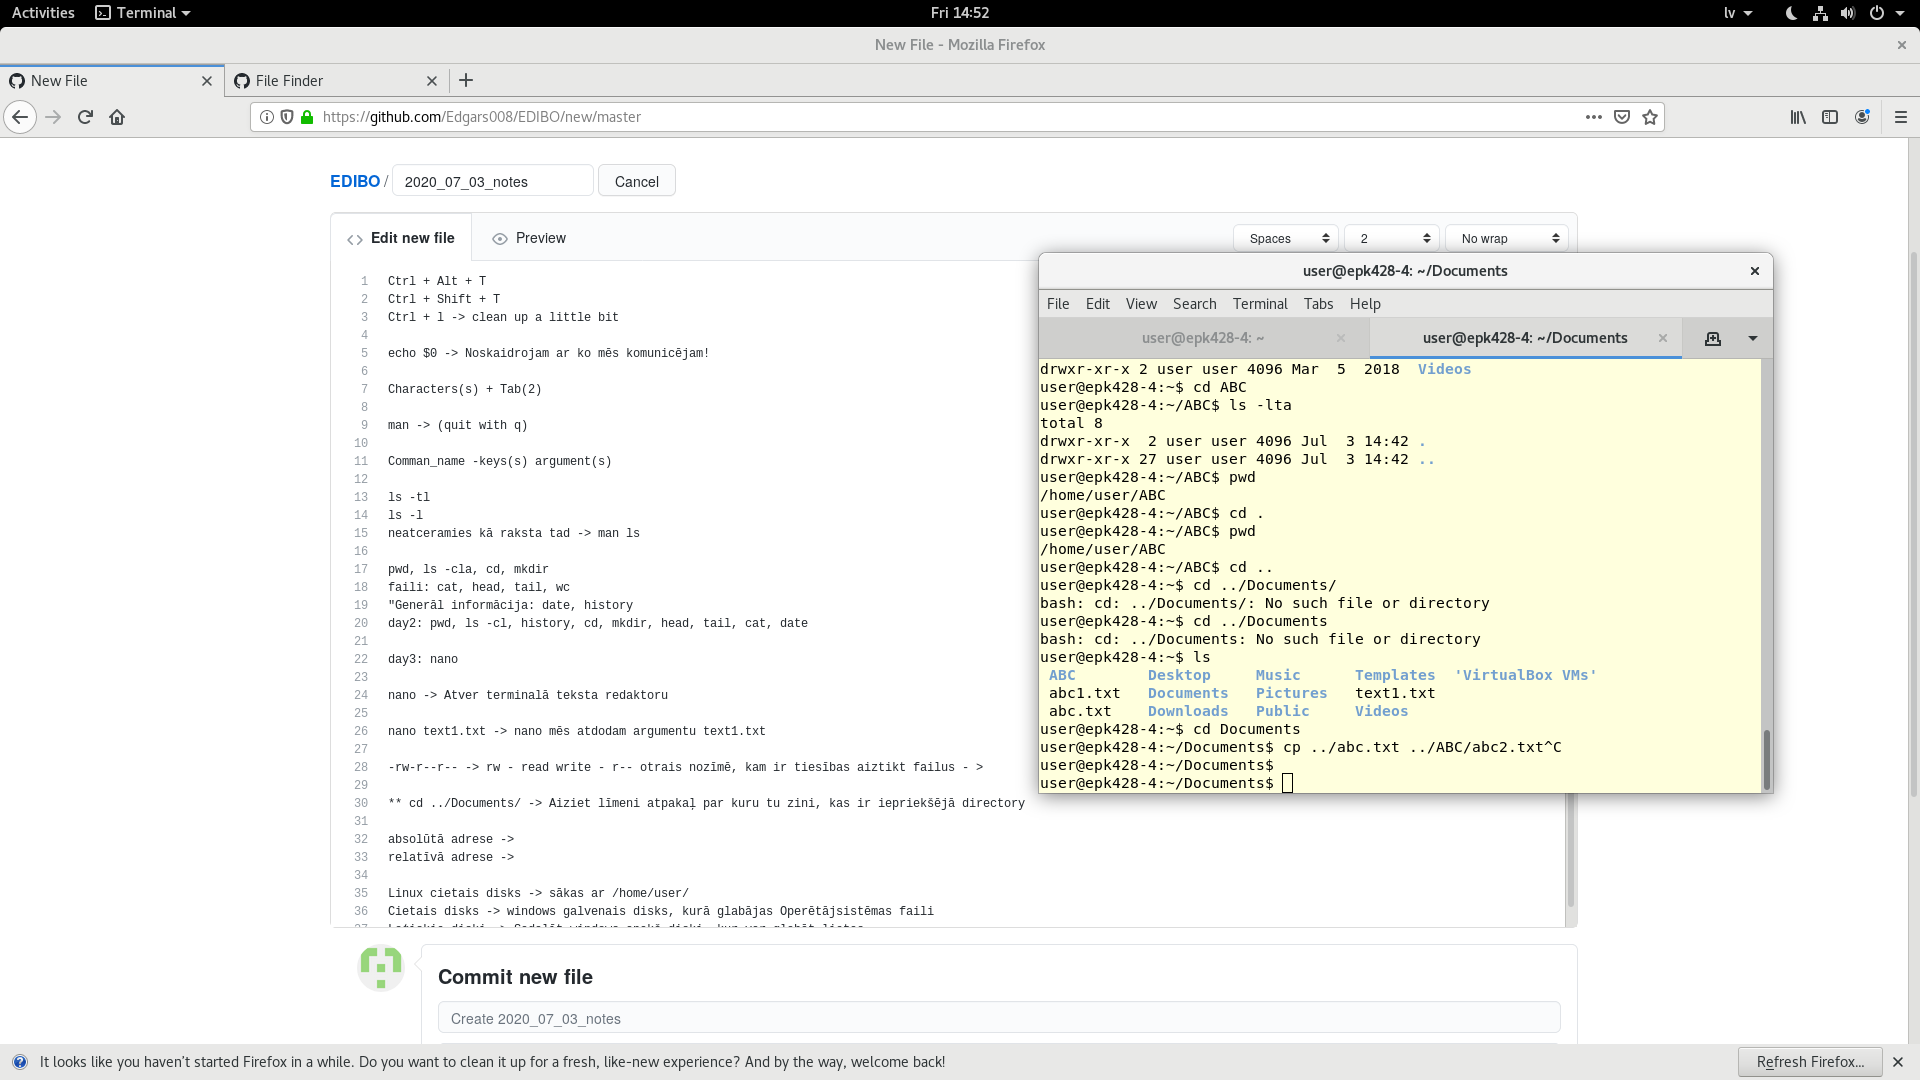 Activities Terminal Fri 14:52 lv
New File - Mozilla Firefox
New File File Finder
https://github.com/Edgars008/EDIBO/new/master
EDIBO / 2020_07_03_notes Cancel
Edit new file Preview Spaces 2 No wrap
1 Ctrl + Alt + T
2 Ctrl + Shift + T
3 Ctrl + l -> clean up a little bit
4
5 echo $0 -> Noskaidrojam ar ko mēs komunicējam!
6
7 Characters(s) + Tab(2)
8
9 man -> (quit with q)
10
11 Comman_name -keys(s) argument(s)
12
13 ls -tl
14 ls -l
15 neatceramies kā raksta tad -> man ls
16
17 pwd, ls -cla, cd, mkdir
18 faili: cat, head, tail, wc
19 "Generāl informācija: date, history
20 day2: pwd, ls -cl, history, cd, mkdir, head, tail, cat, date
21
22 day3: nano
23
24 nano -> Atver terminalā teksta redaktoru
25
26 nano text1.txt -> nano mēs atdodam argumentu text1.txt
27
28 -rw-r--r-- -> rw - read write - r-- otrais nozīmē, kam ir tiesības aiztikt failus - >
29
30 ** cd ../Documents/ -> Aiziet līmeni atpakaļ par kuru tu zini, kas ir iepriekšējā directory
31
32 absolūtā adrese ->
33 relatīvā adrese ->
34
35 Linux cietais disks -> sākas ar /home/user/
36 Cietais disks -> windows galvenais disks, kurā glabājas Operētājsistēmas faili
user@epk428-4: ~/Documents
File Edit View Search Terminal Tabs Help
user@epk428-4: ~ user@epk428-4: ~/Documents
drwxr-xr-x 2 user user 4096 Mar 5 2018 Videos
user@epk428-4:~$ cd ABC
user@epk428-4:~/ABC$ ls -lta
total 8
drwxr-xr-x 2 user user 4096 Jul 3 14:42 .
drwxr-xr-x 27 user user 4096 Jul 3 14:42 ..
user@epk428-4:~/ABC$ pwd
/home/user/ABC
user@epk428-4:~/ABC$ cd .
user@epk428-4:~/ABC$ pwd
/home/user/ABC
user@epk428-4:~/ABC$ cd ..
user@epk428-4:~$ cd ../Documents/
bash: cd: ../Documents/: No such file or directory
user@epk428-4:~$ cd ../Documents
bash: cd: ../Documents: No such file or directory
user@epk428-4:~$ ls
ABC Desktop Music Templates 'VirtualBox VMs'
abc1.txt Documents Pictures text1.txt
abc.txt Downloads Public Videos
user@epk428-4:~$ cd Documents
user@epk428-4:~/Documents$ cp ../abc.txt ../ABC/abc2.txt^C
user@epk428-4:~/Documents$
user@epk428-4:~/Documents$
Commit new file
Create 2020_07_03_notes
It looks like you haven't started Firefox in a while. Do you want to clean it up for a fresh, like-new experience? And by the way, welcome back! Refresh Firefox...